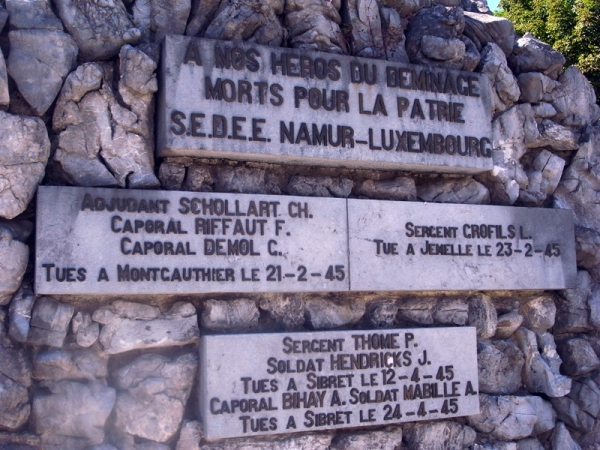 A NOS HEROS DU DEMINAGE
MORTS POUR LA PATRIE
S.E.D.E.E. NAMUR-LUXEMBOURG
ADJUDANT SCHOLLART CH.
CAPORAL RIFFAUT F.
CAPORAL DEMOL C.
TUES A MONTGAUTHIER LE 21-2-45
SERGENT CROFILS L.
TUE A JEMELLE LE 23-2-45
SERGENT THOME P.
SOLDAT HENDRICKS J.
TUES A SIBRET LE 12-4-45
CAPORAL BIHAY A. SOLDAT MABILLE A.
TUES A SIBRET LE 24-4-45